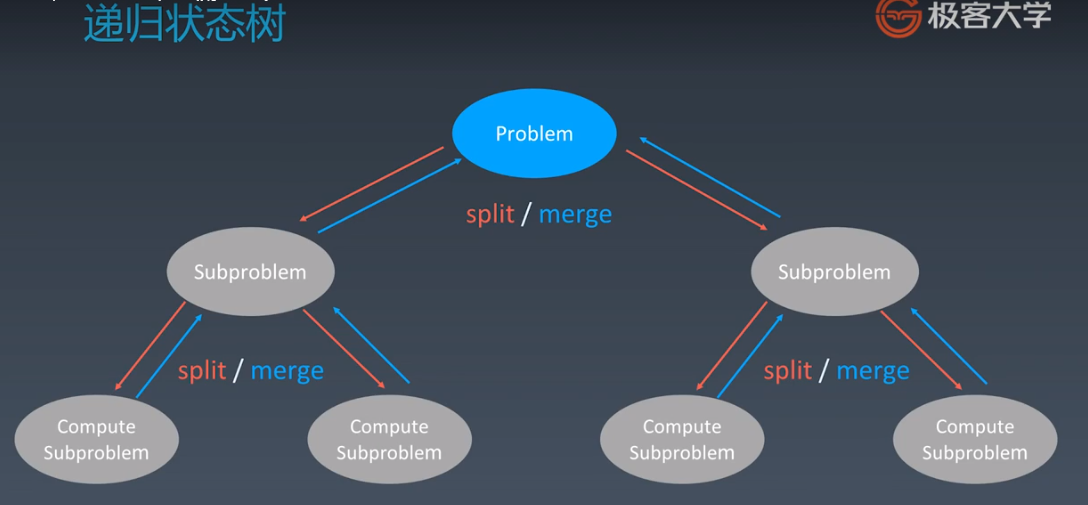 递归状态树
极客大学
Problem
split / merge
Subproblem
Subproblem
split / merge
split / merge
Compute
Subproblem
Compute
Subproblem
Compute
Subproblem
Compute
Subproblem